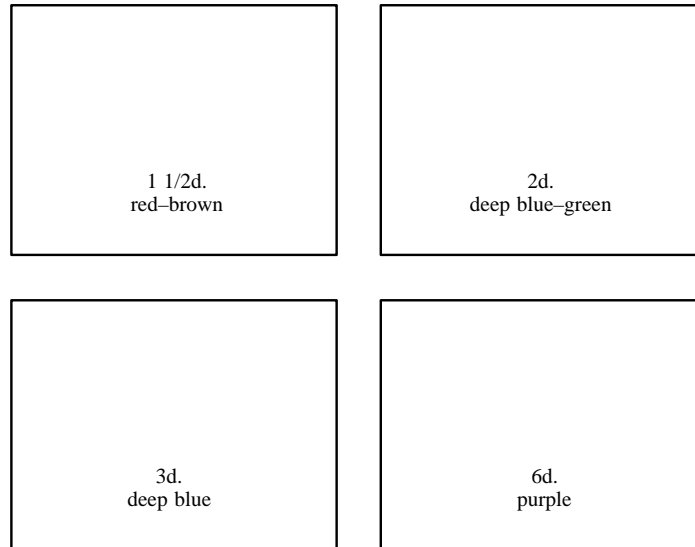 1 1/2d.
red–brown
2d.
deep blue–green
3d.
deep blue
6d.
purple